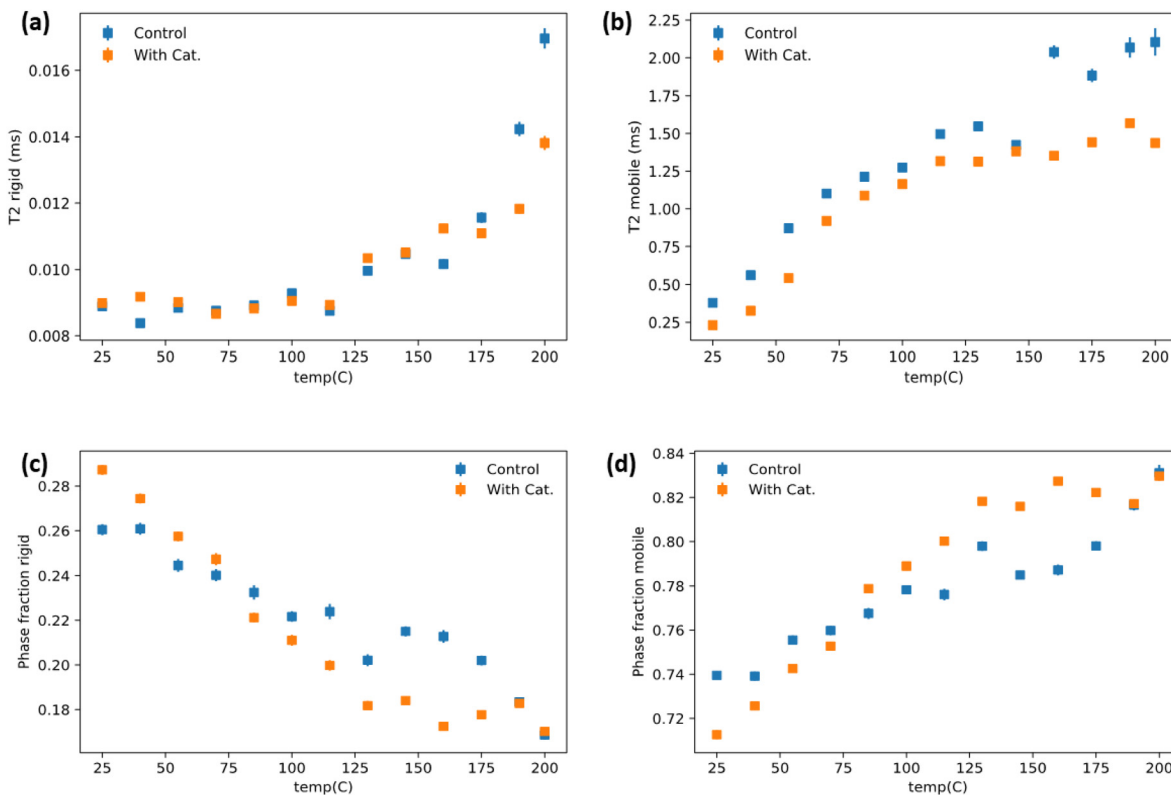 (a)
Control
With Cat.
0.016
0.014
0.012
0.010
0.008
T2 rigid (ms)
25 50 75 100 125 150 175 200
temp(C)
(b)
Control
With Cat.
2.25
2.00
1.75
1.50
1.25
1.00
0.75
0.50
0.25
T2 mobile (ms)
25 50 75 100 125 150 175 200
temp(C)
(c)
Control
With Cat.
0.28
0.26
0.24
0.22
0.20
0.18
Phase fraction rigid
25 50 75 100 125 150 175 200
temp(C)
(d)
Control
With Cat.
0.84
0.82
0.80
0.78
0.76
0.74
0.72
Phase fraction mobile
25 50 75 100 125 150 175 200
temp(C)